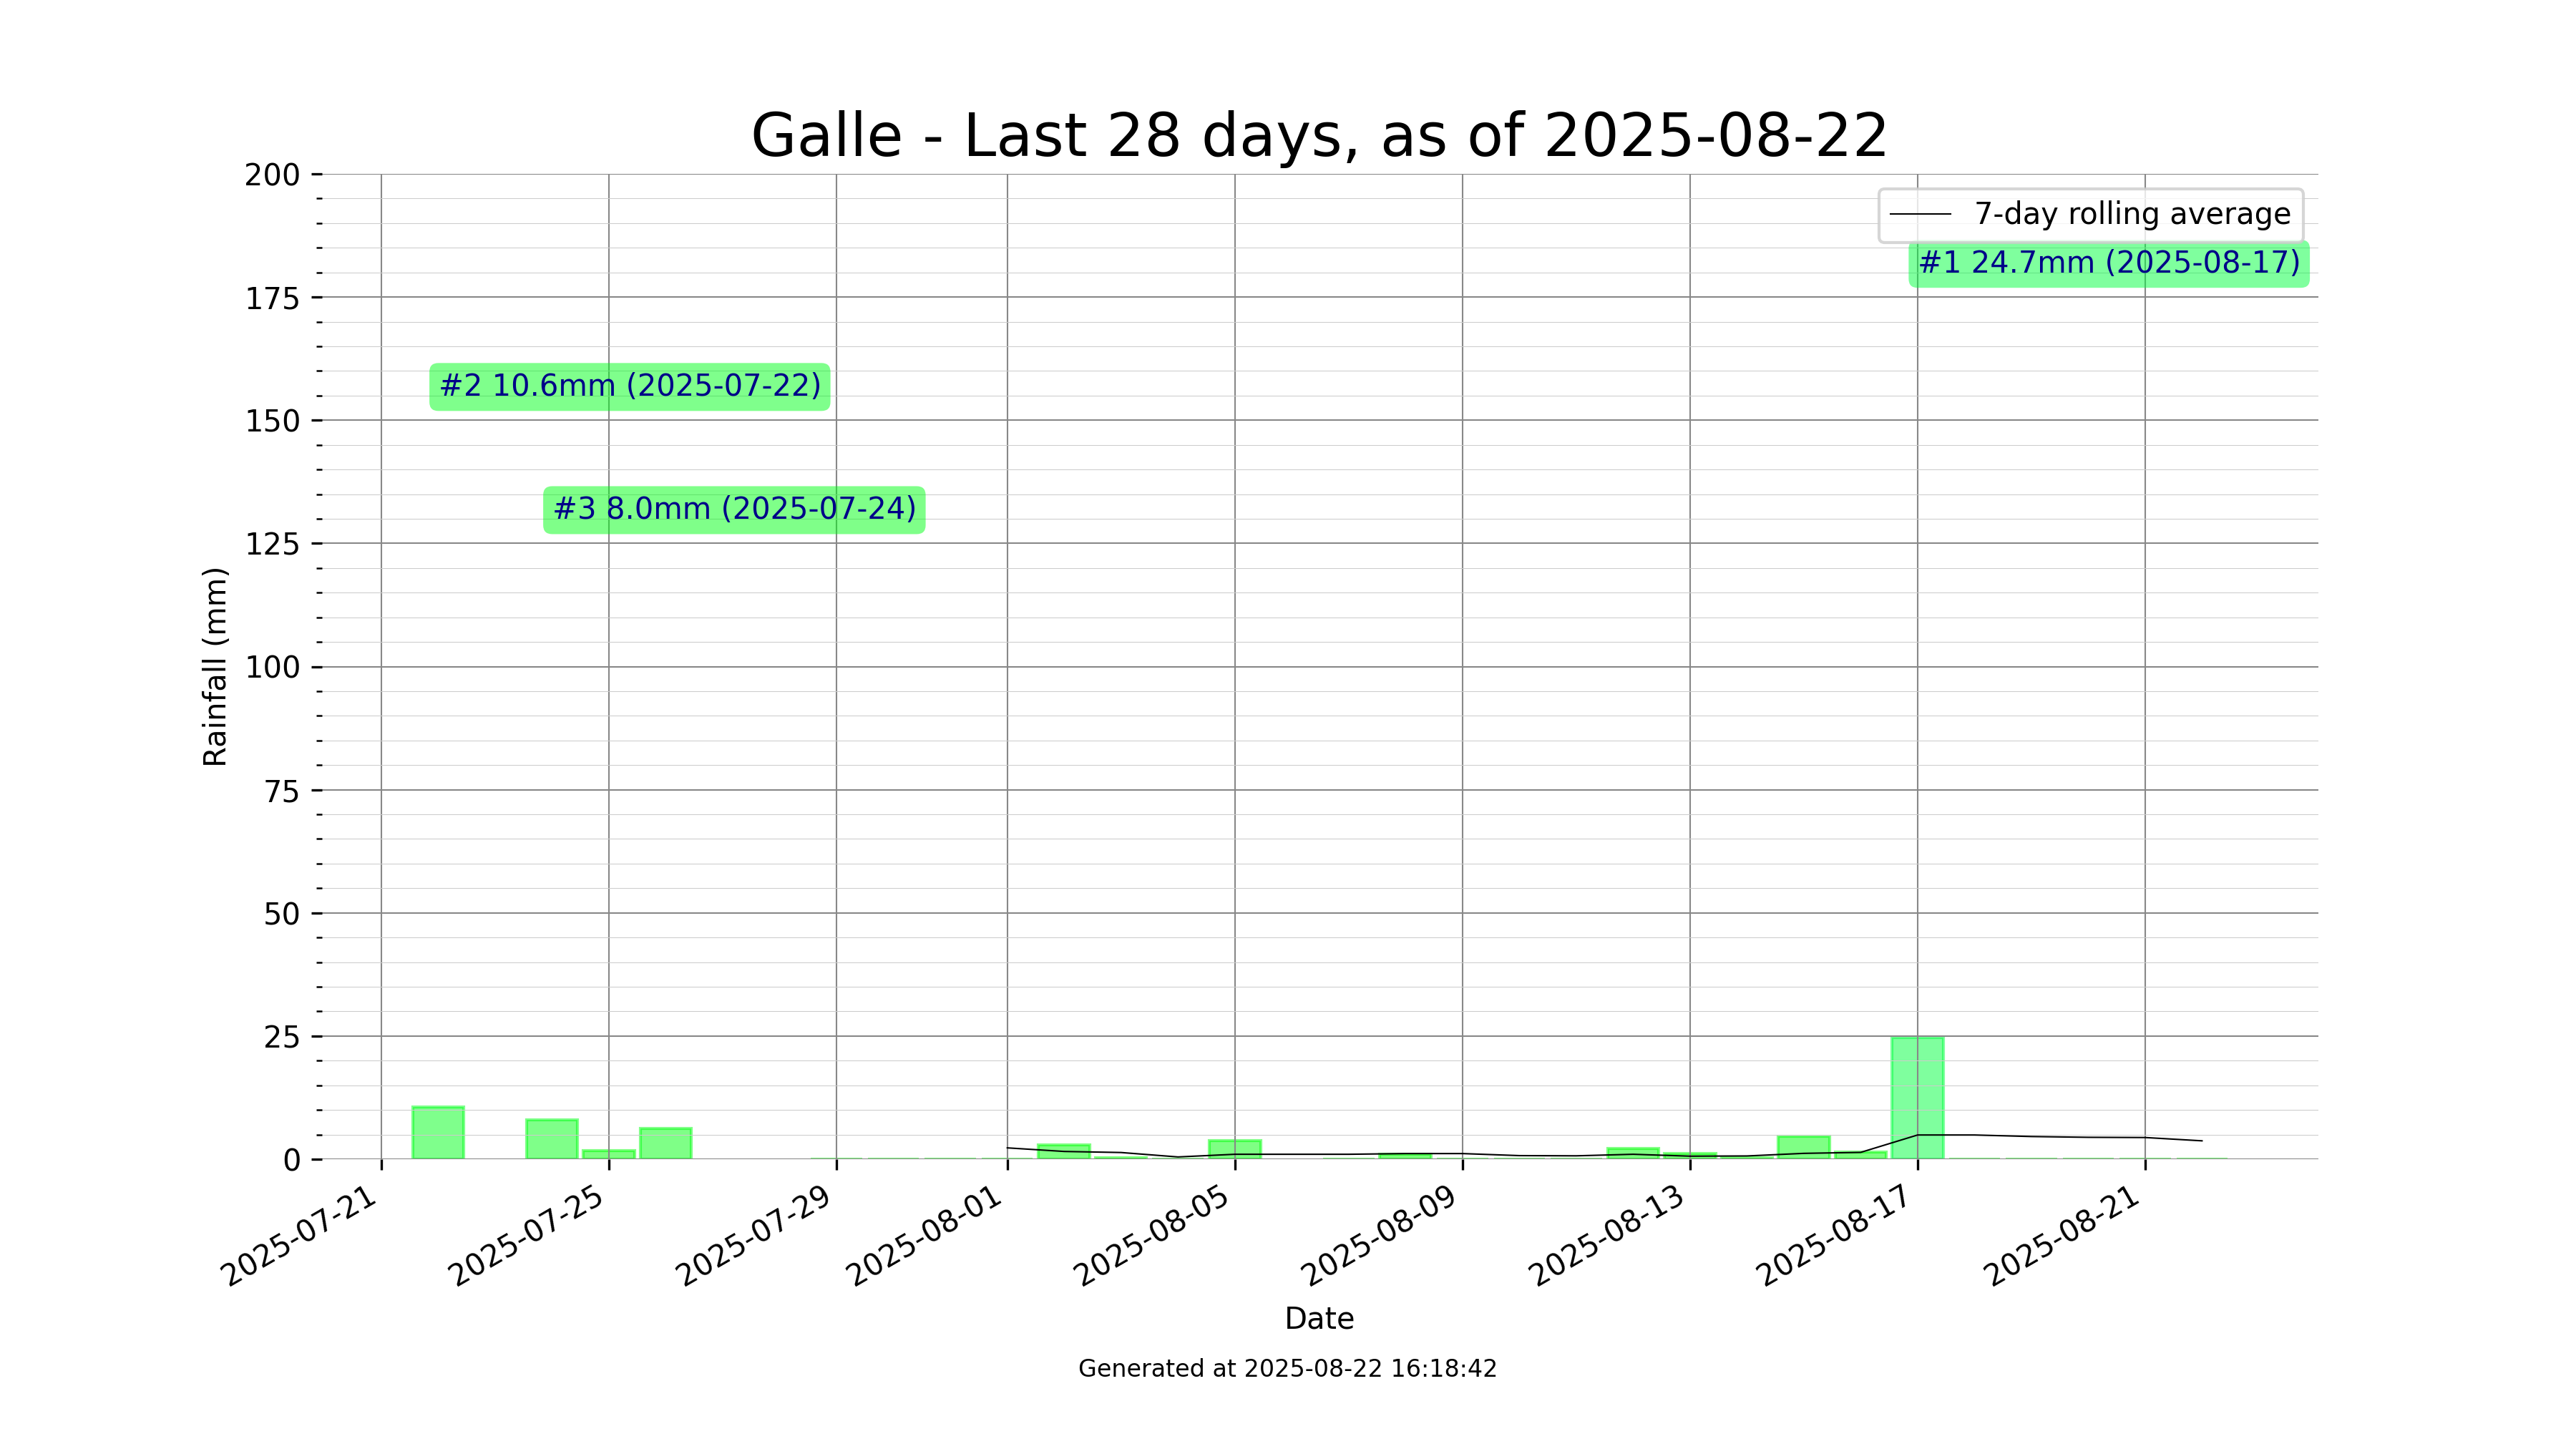 Galle - Last 28 days, as of 2025-08-22
200
175
150
125
100
75
50
25
0
Rainfall (mm)
7-day rolling average
#1 24.7mm (2025-08-17)
#2 10.6mm (2025-07-22)
#3 8.0mm (2025-07-24)
2025-07-21
2025-07-25
2025-07-29
2025-08-01
2025-08-05
2025-08-09
2025-08-13
2025-08-17
2025-08-21
Date
Generated at 2025-08-22 16:18:42